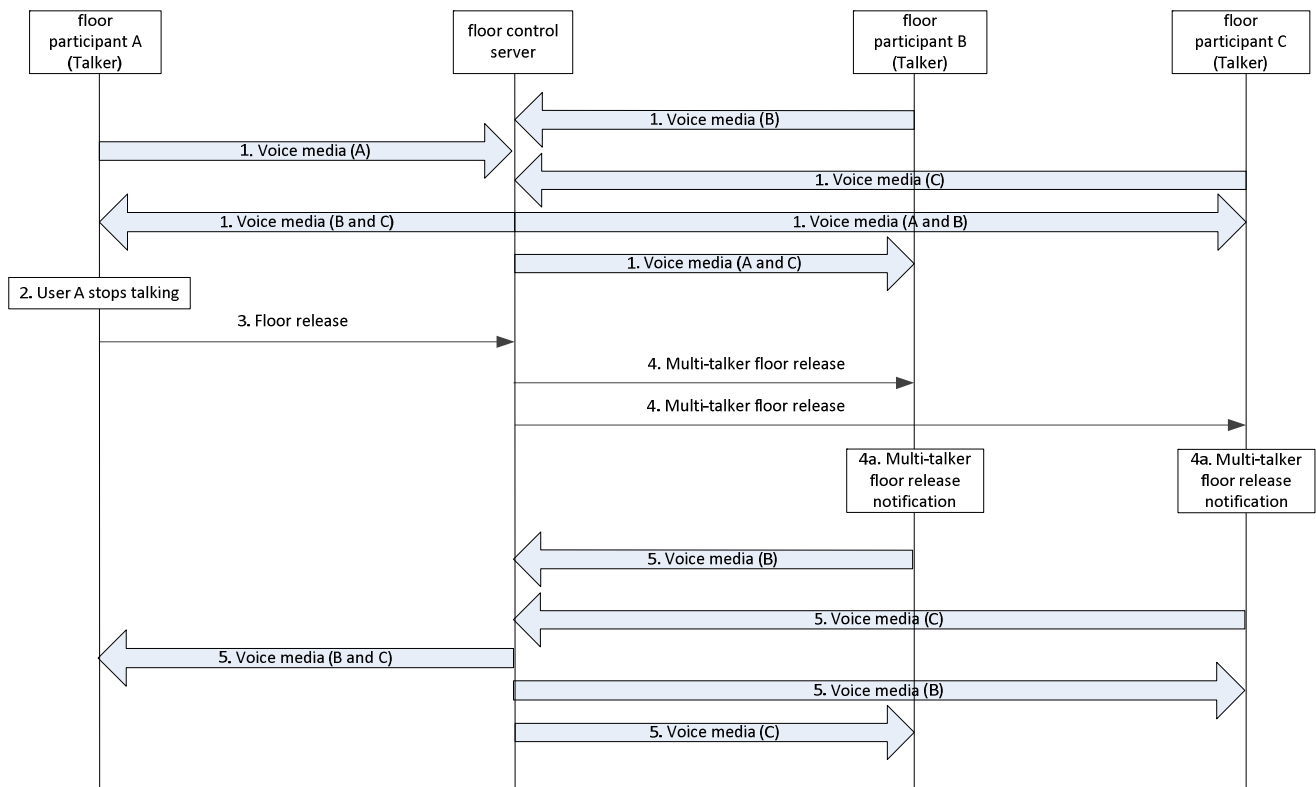 floor
participant A
(Talker)
floor control
server
floor
participant B
(Talker)
floor
participant C
(Talker)
1. Voice media (B)
1. Voice media (A)
1. Voice media (C)
1. Voice media (B and C)
1. Voice media (A and B)
1. Voice media (A and C)
2. User A stops talking
3. Floor release
4. Multi-talker floor release
4. Multi-talker floor release
4a. Multi-talker
floor release
notification
4a. Multi-talker
floor release
notification
5. Voice media (B)
5. Voice media (C)
5. Voice media (B and C)
5. Voice media (B)
5. Voice media (C)